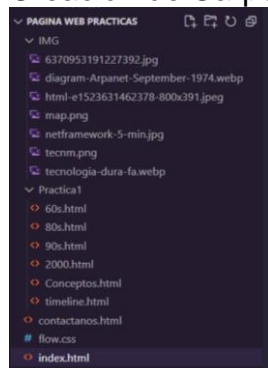 PAGINA WEB PRACTICAS
IMG
6370953191227392.jpg
diagram-Arpanet-September-1974.webp
html-e1523631462378-800x391.jpeg
map.png
netframework-5-min.jpg
tecnm.png
tecnologia-dura-fa.webp
Practica1
60s.html
80s.html
90s.html
2000.html
Conceptos.html
timeline.html
contactanos.html
# flow.css
index.html